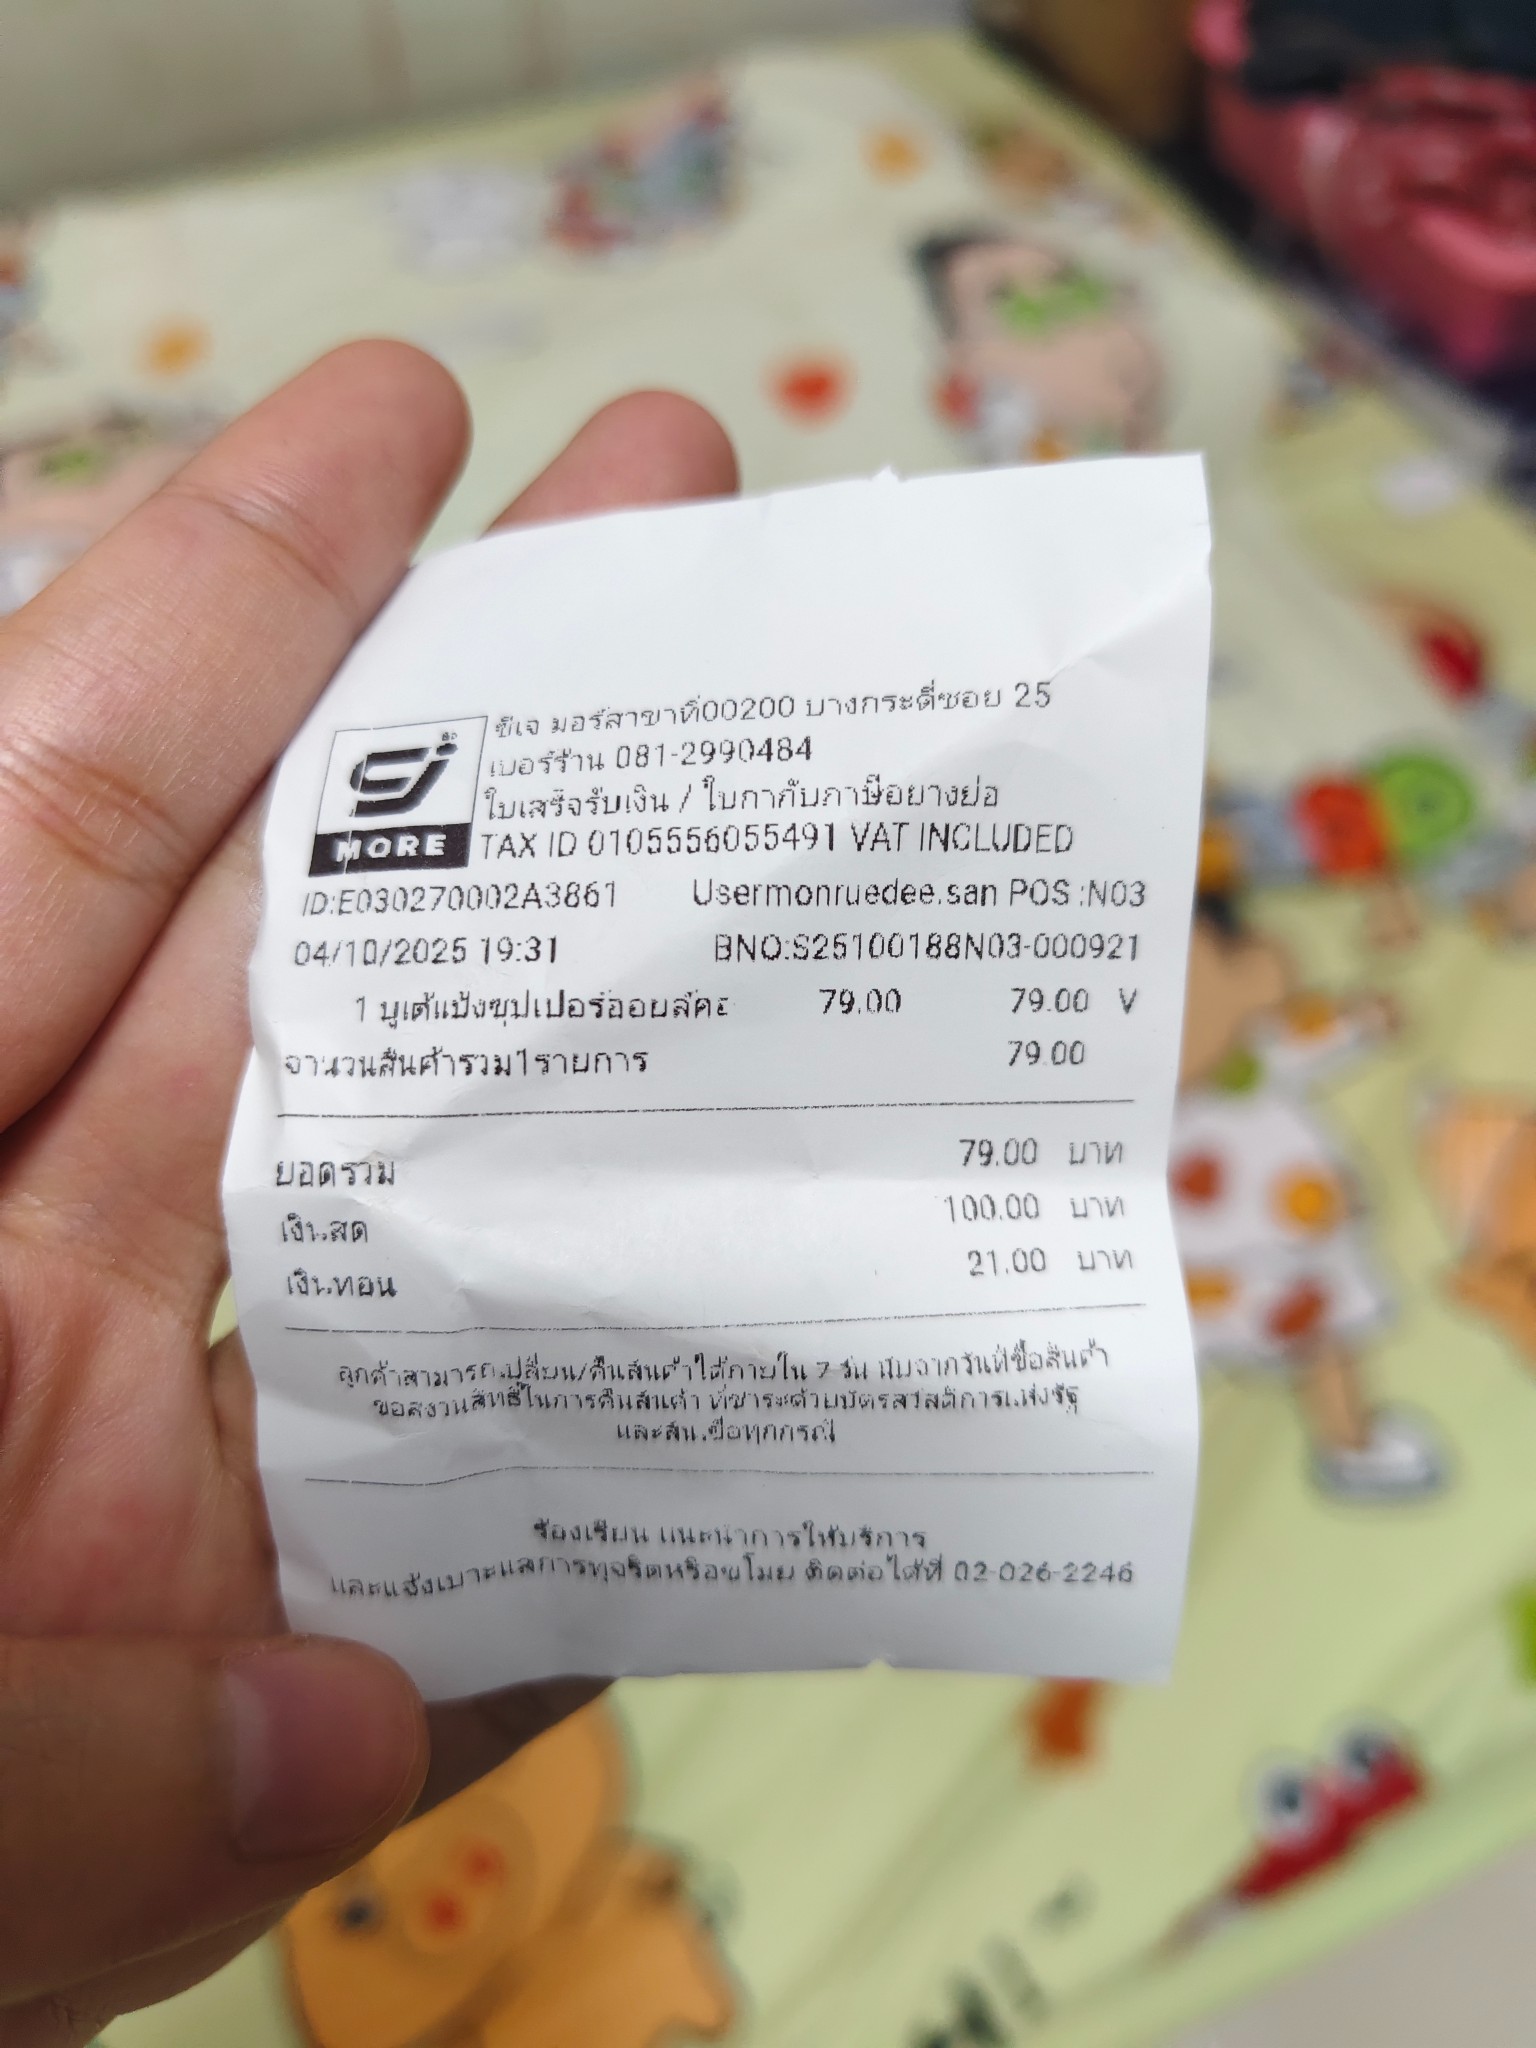 CJ
MORE
ซีเจ มอร์สาขาที่00200 บางกระดี่ซอย 25
เบอร์ร้าน 081-2990484
ใบเสร็จรับเงิน / ใบกำกับภาษีอย่างย่อ
TAX ID 0105556055491 VAT INCLUDED
ID:E030270002A3861 Usermonruedee.san POS :N03
04/10/2025 19:31 BNO:S25100188N03-000921
1 บูเต้แป้งซุปเปอร์ออยล์คอ 79.00 79.00 V
จำนวนสินค้ารวม1รายการ 79.00
ยอดรวม 79.00 บาท
เงินสด 100.00 บาท
เงินทอน 21.00 บาท
ลูกค้าสามารถเปลี่ยน/คืนสินค้าได้ภายใน 7 วัน นับจากวันที่ซื้อสินค้า
ขอสงวนสิทธิ์ในการคืนสินค้า ที่ชำระด้วยบัตรสวัสดิการแห่งรัฐ
และสินเชื่อทุกกรณี
ร้องเรียน แนะนำการให้บริการ
และแจ้งเบาะแสการทุจริตหรือขโมย ติดต่อได้ที่ 02-026-2246